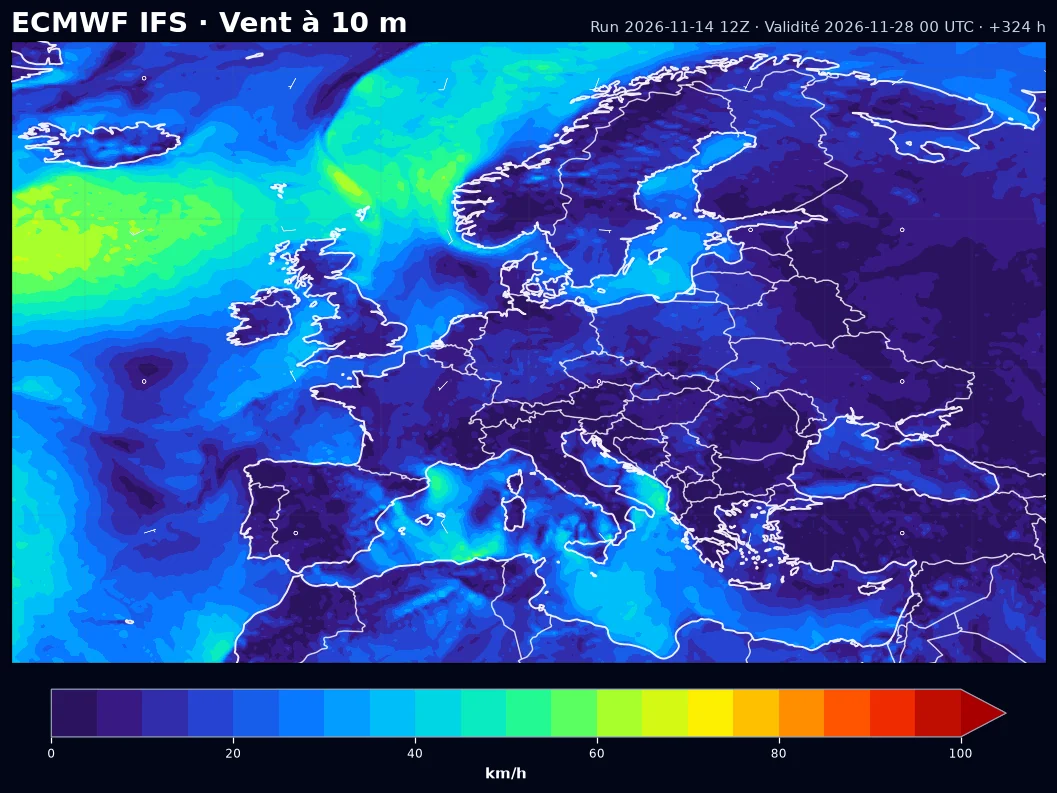 ECMWF IFS · Vent à 10 m
Run 2026-11-14 12Z · Validité 2026-11-28 00 UTC · +324 h
0 20 40 60 80 100
km/h